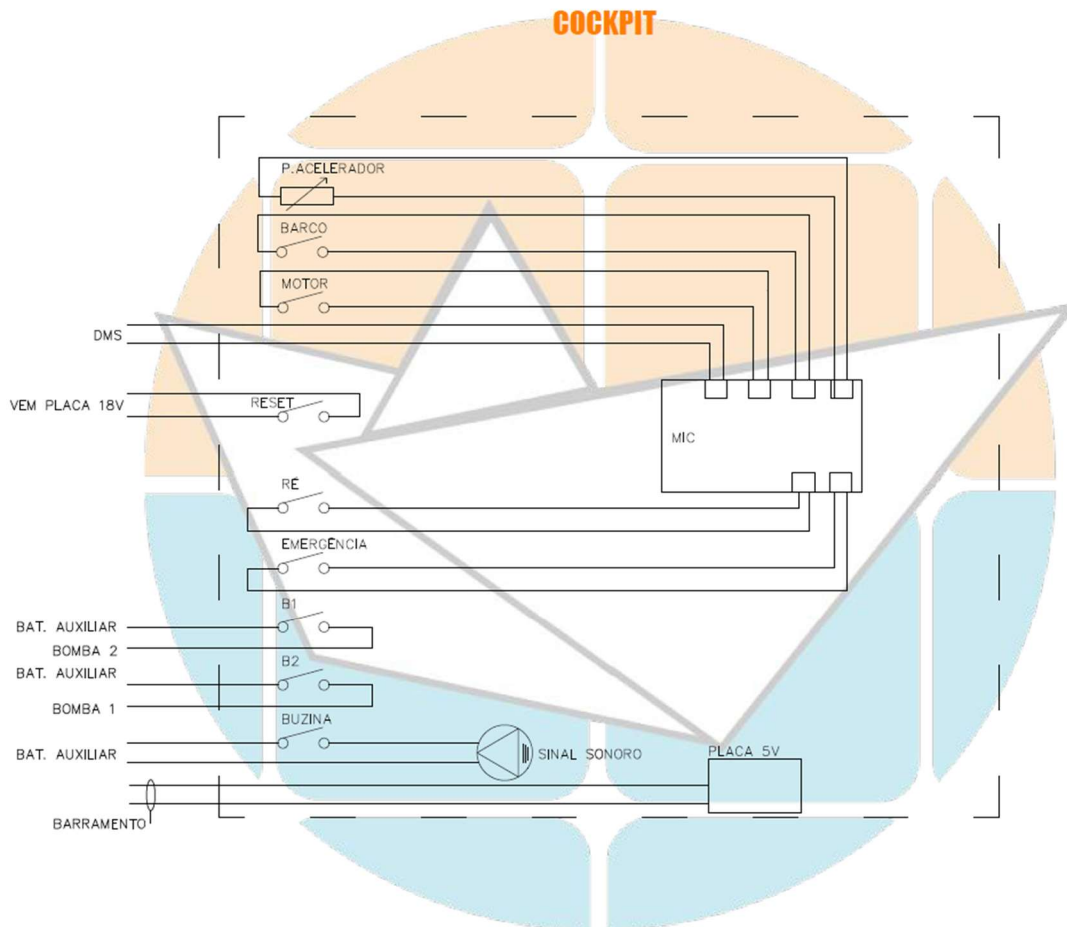 COCKPIT
P.ACELERADOR
BARCO
MOTOR
DMS
VEM PLACA 18V
RESET
MIC
RÉ
EMERGÊNCIA
B1
BAT. AUXILIAR
BOMBA 2
B2
BAT. AUXILIAR
BOMBA 1
BUZINA
BAT. AUXILIAR
SINAL SONORO
PLACA 5V
BARRAMENTO